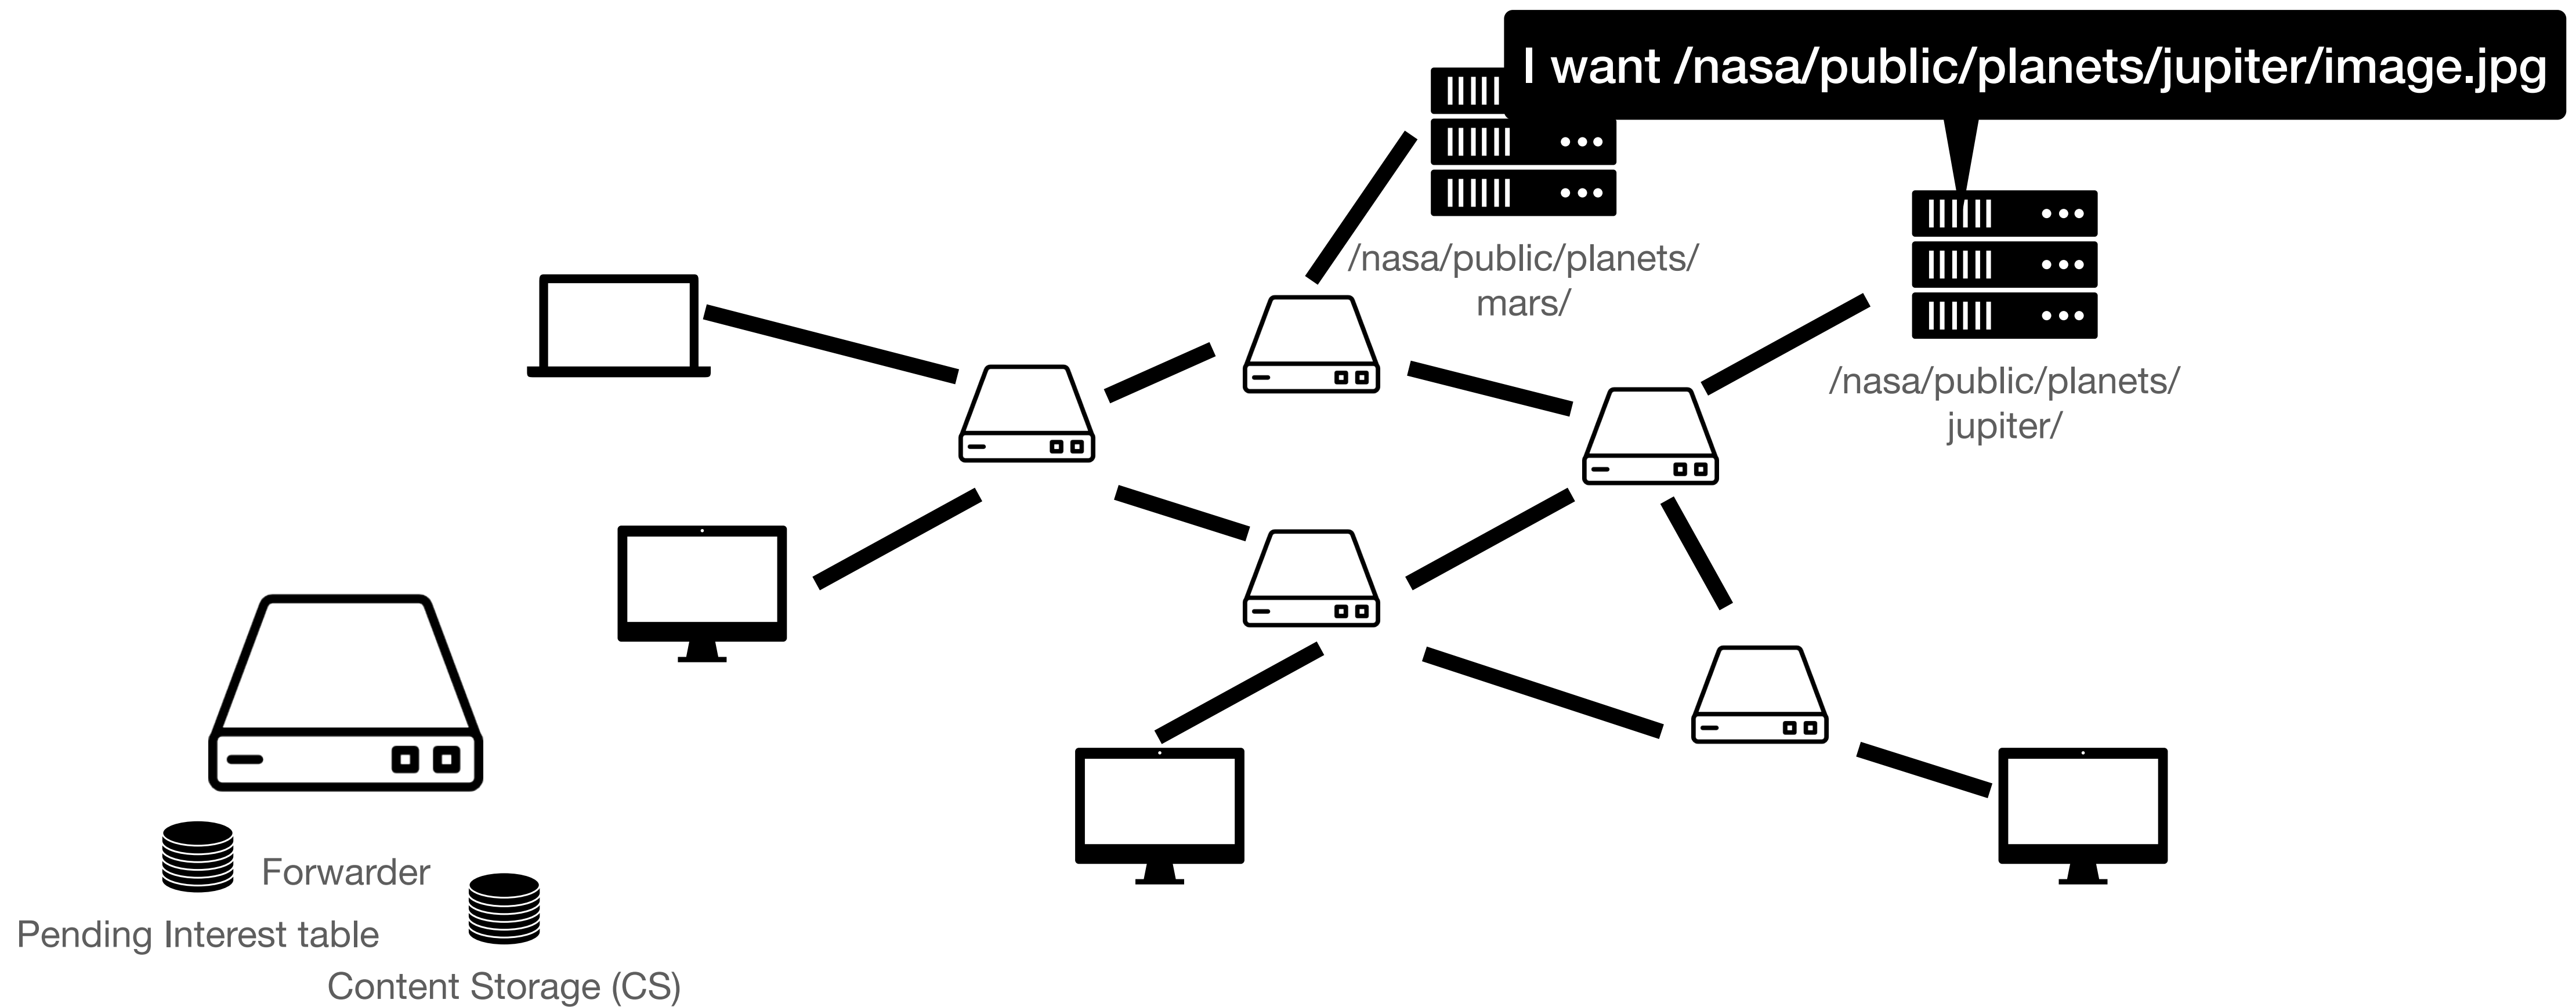 I want /nasa/public/planets/jupiter/image.jpg
/nasa/public/planets/
mars/
/nasa/public/planets/
jupiter/
Forwarder
Pending Interest table
Content Storage (CS)